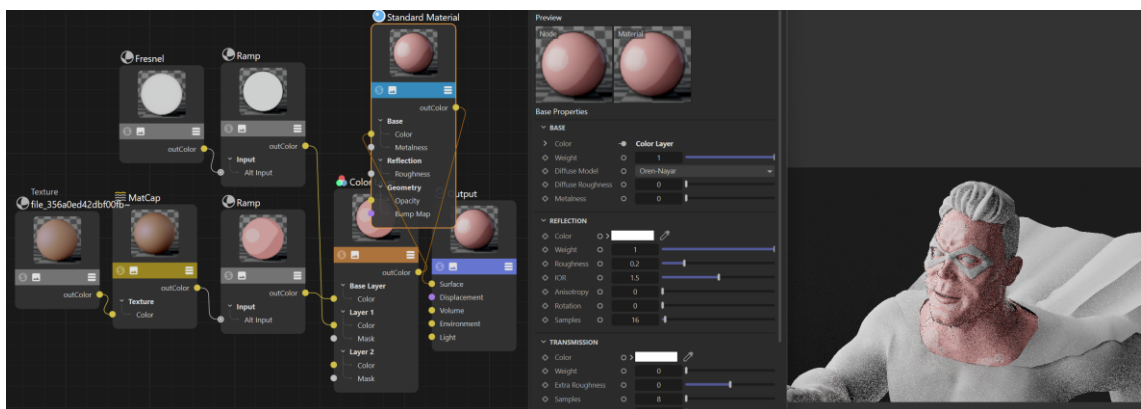 Standard Material
outColor
Base
Color
Metalness
Reflection
Roughness
Geometry
Opacity
Bump Map
Fresnel
outColor
Ramp
outColor
Input
Alt Input
Texture
file_356a0ed42dbf00fb~
outColor
MatCap
outColor
Texture
Color
Ramp
outColor
Input
Alt Input
Color
outColor
Base Layer
Color
Layer 1
Color
Mask
Layer 2
Color
Mask
Surface
Displacement
Volume
Environment
Light
Preview
Node
Material
Base Properties
BASE
Color Color Layer
Weight 1
Diffuse Model Oren-Nayar
Diffuse Roughness 0
Metalness 0
REFLECTION
Color
Weight 1
Roughness 0.2
IOR 1.5
Anisotropy 0
Rotation 0
Samples 16
TRANSMISSION
Color
Weight 0
Extra Roughness 0
Samples 8